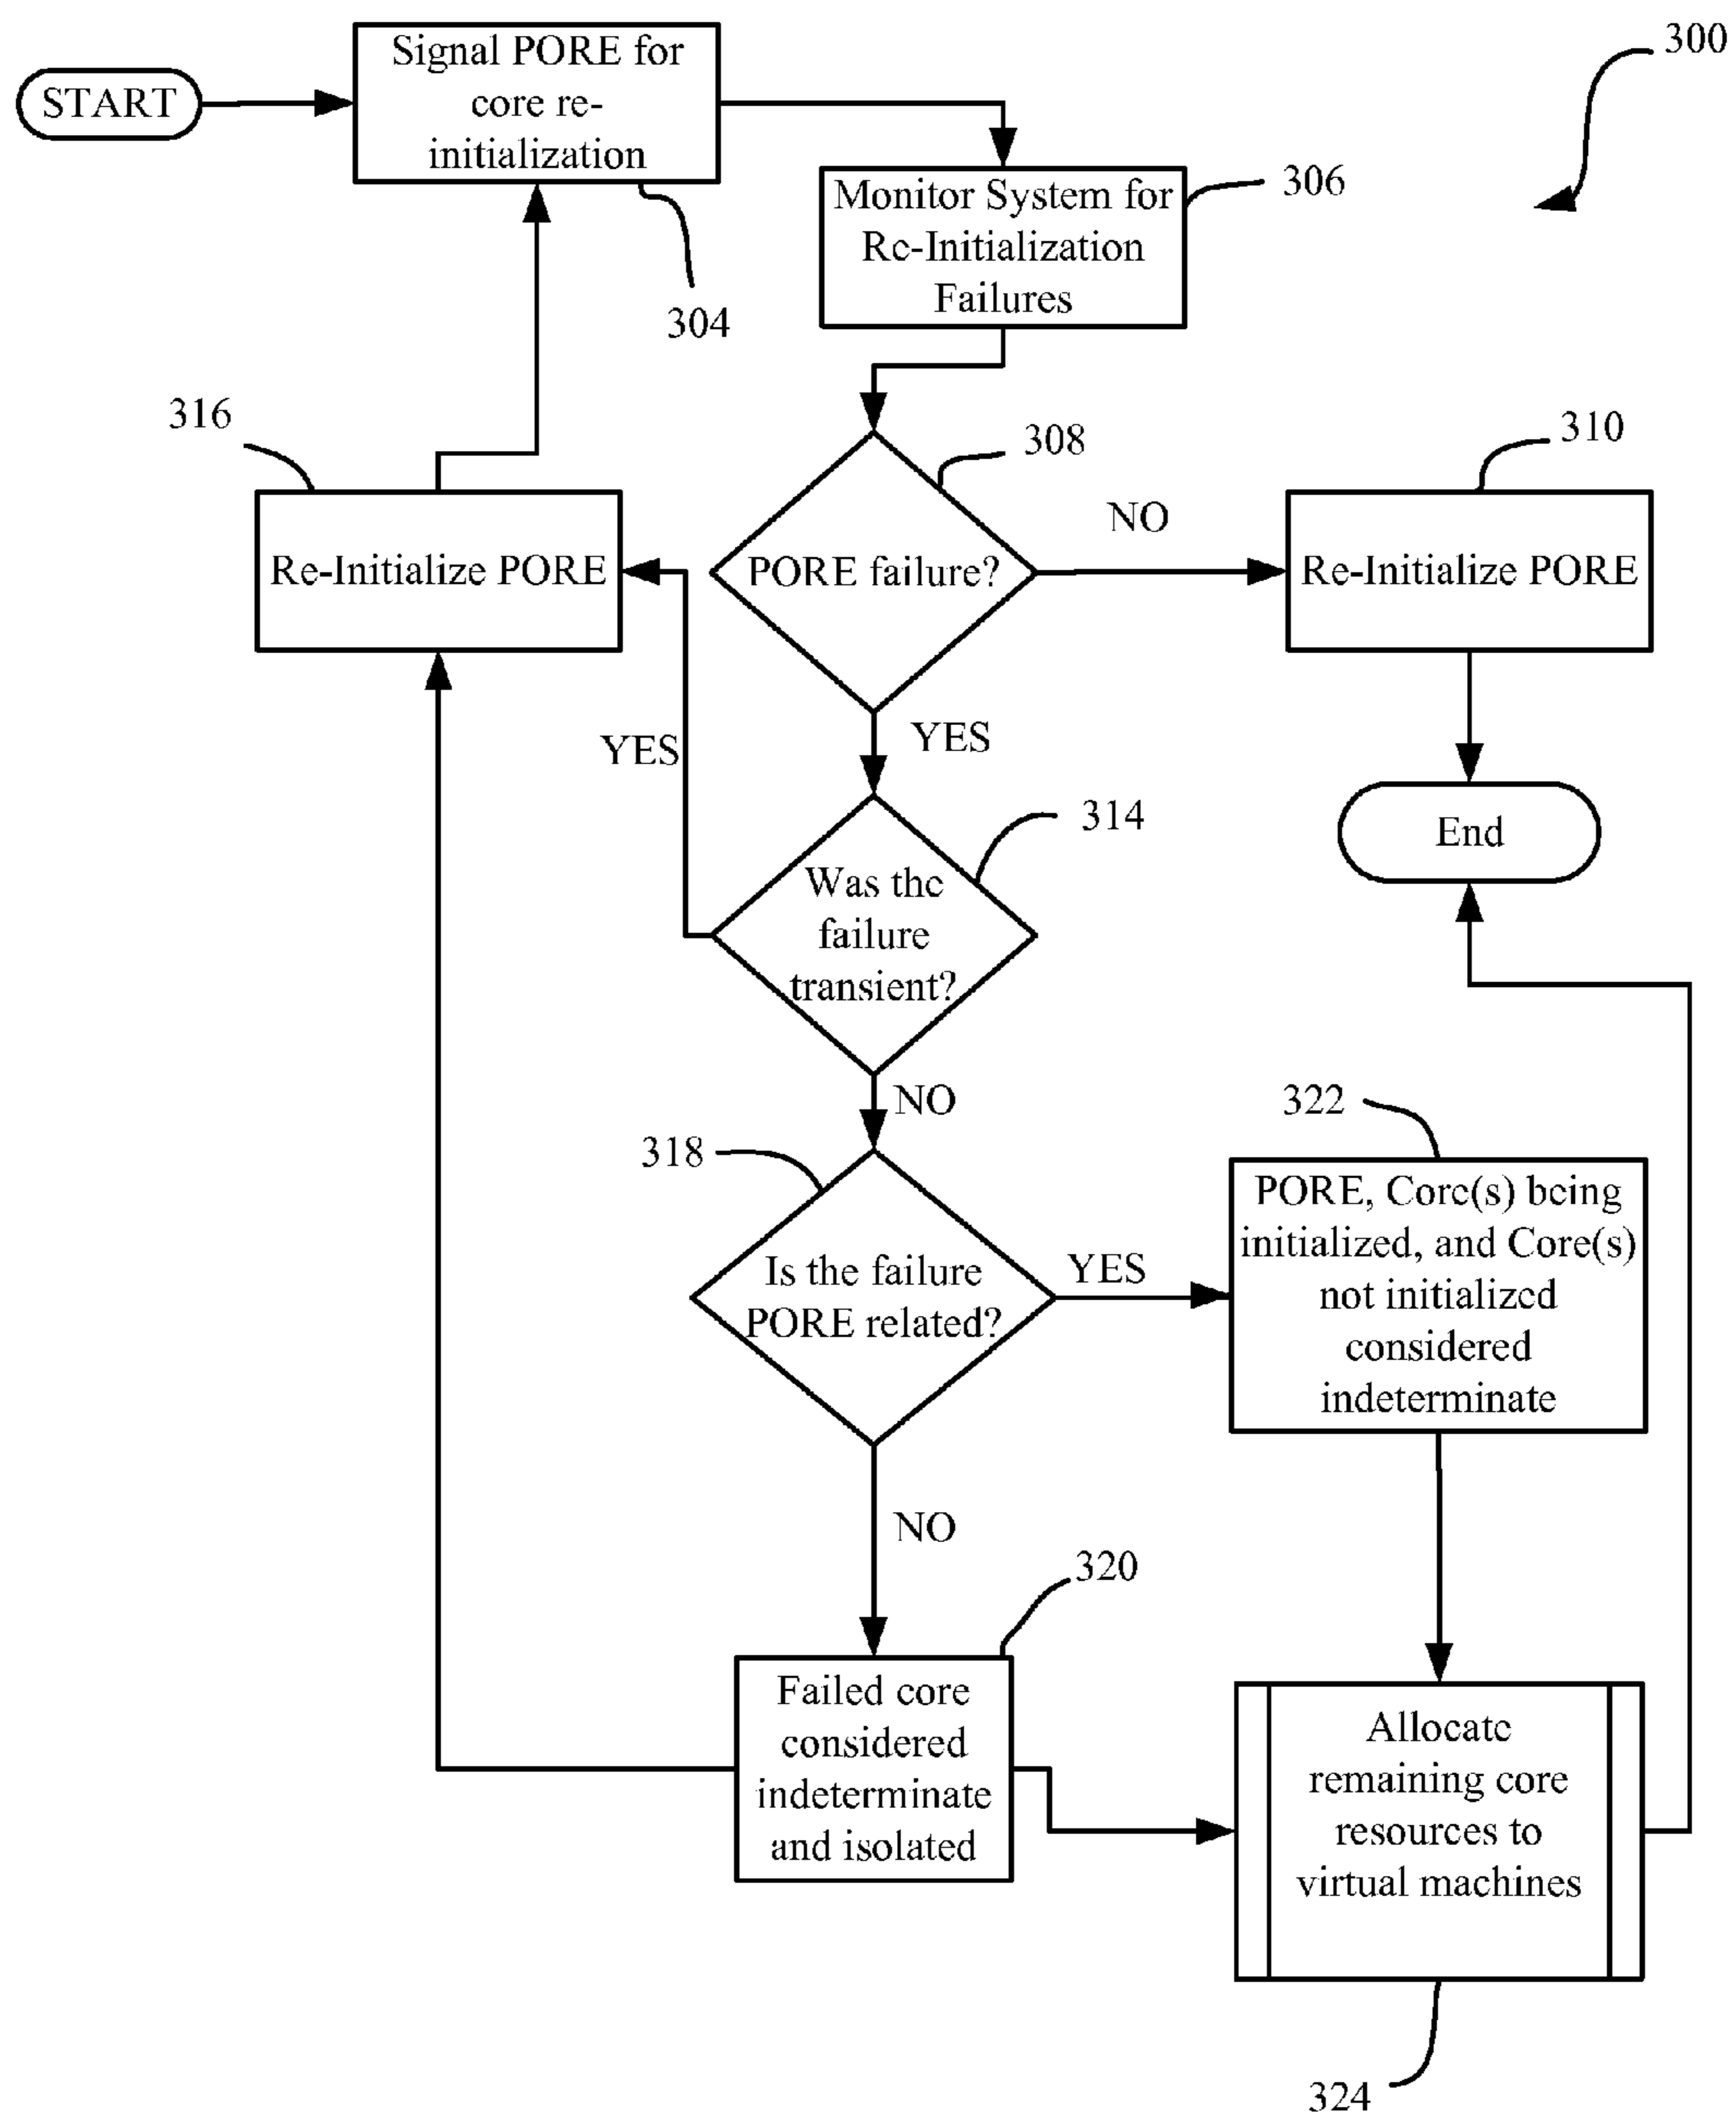 START
Signal PORE for
core re-
initialization
304
300
Monitor System for
Re-Initialization
Failures
306
316
Re-Initialize PORE
308
PORE failure?
NO
310
Re-Initialize PORE
YES
YES
End
314
Was the
failure
transient?
NO
318
Is the failure
PORE related?
YES
322
PORE, Core(s) being
initialized, and Core(s)
not initialized
considered
indeterminate
NO
320
Failed core
considered
indeterminate
and isolated
Allocate
remaining core
resources to
virtual machines
324